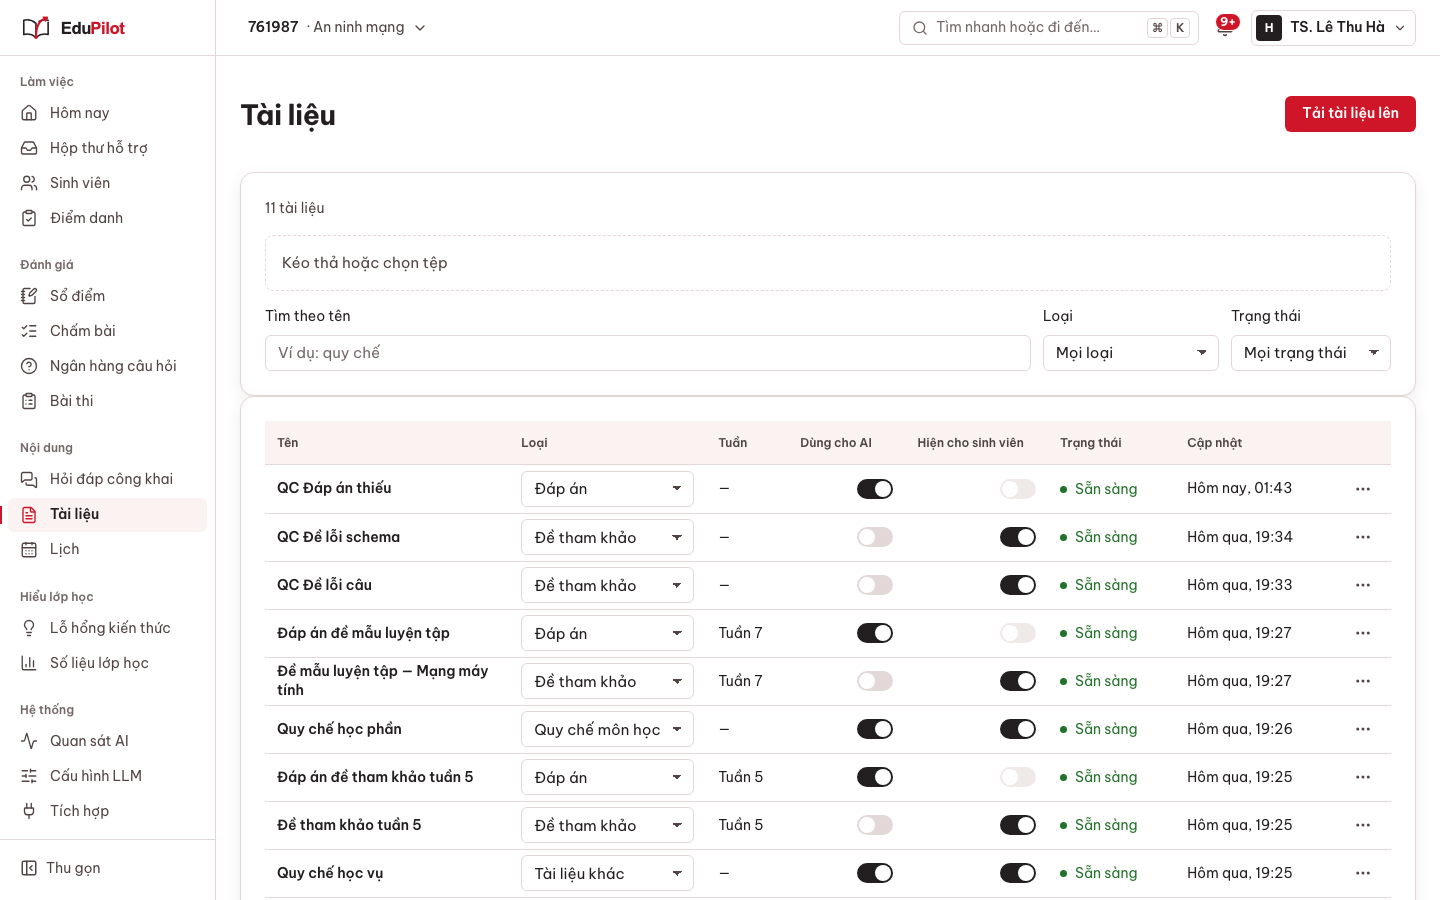 EduPilot
761987 · An ninh mạng
Tìm nhanh hoặc đi đến...
⌘ K
9+
H TS. Lê Thu Hà
Làm việc
Hôm nay
Hộp thư hỗ trợ
Sinh viên
Điểm danh
Đánh giá
Sổ điểm
Chấm bài
Ngân hàng câu hỏi
Bài thi
Nội dung
Hỏi đáp công khai
Tài liệu
Lịch
Hiểu lớp học
Lỗ hổng kiến thức
Số liệu lớp học
Hệ thống
Quan sát AI
Cấu hình LLM
Tích hợp
Thu gọn
Tài liệu
Tải tài liệu lên
11 tài liệu
Kéo thả hoặc chọn tệp
Tìm theo tên Loại Trạng thái
Ví dụ: quy chế Mọi loại Mọi trạng thái
Tên Loại Tuần Dùng cho AI Hiện cho sinh viên Trạng thái Cập nhật
QC Đáp án thiếu Đáp án — Sẵn sàng Hôm nay, 01:43
QC Đề lỗi schema Đề tham khảo — Sẵn sàng Hôm qua, 19:34
QC Đề lỗi câu Đề tham khảo — Sẵn sàng Hôm qua, 19:33
Đáp án đề mẫu luyện tập Đáp án Tuần 7 Sẵn sàng Hôm qua, 19:27
Đề mẫu luyện tập — Mạng máy
tính Đề tham khảo Tuần 7 Sẵn sàng Hôm qua, 19:27
Quy chế học phần Quy chế môn học — Sẵn sàng Hôm qua, 19:26
Đáp án đề tham khảo tuần 5 Đáp án Tuần 5 Sẵn sàng Hôm qua, 19:25
Đề tham khảo tuần 5 Đề tham khảo Tuần 5 Sẵn sàng Hôm qua, 19:25
Quy chế học vụ Tài liệu khác — Sẵn sàng Hôm qua, 19:25